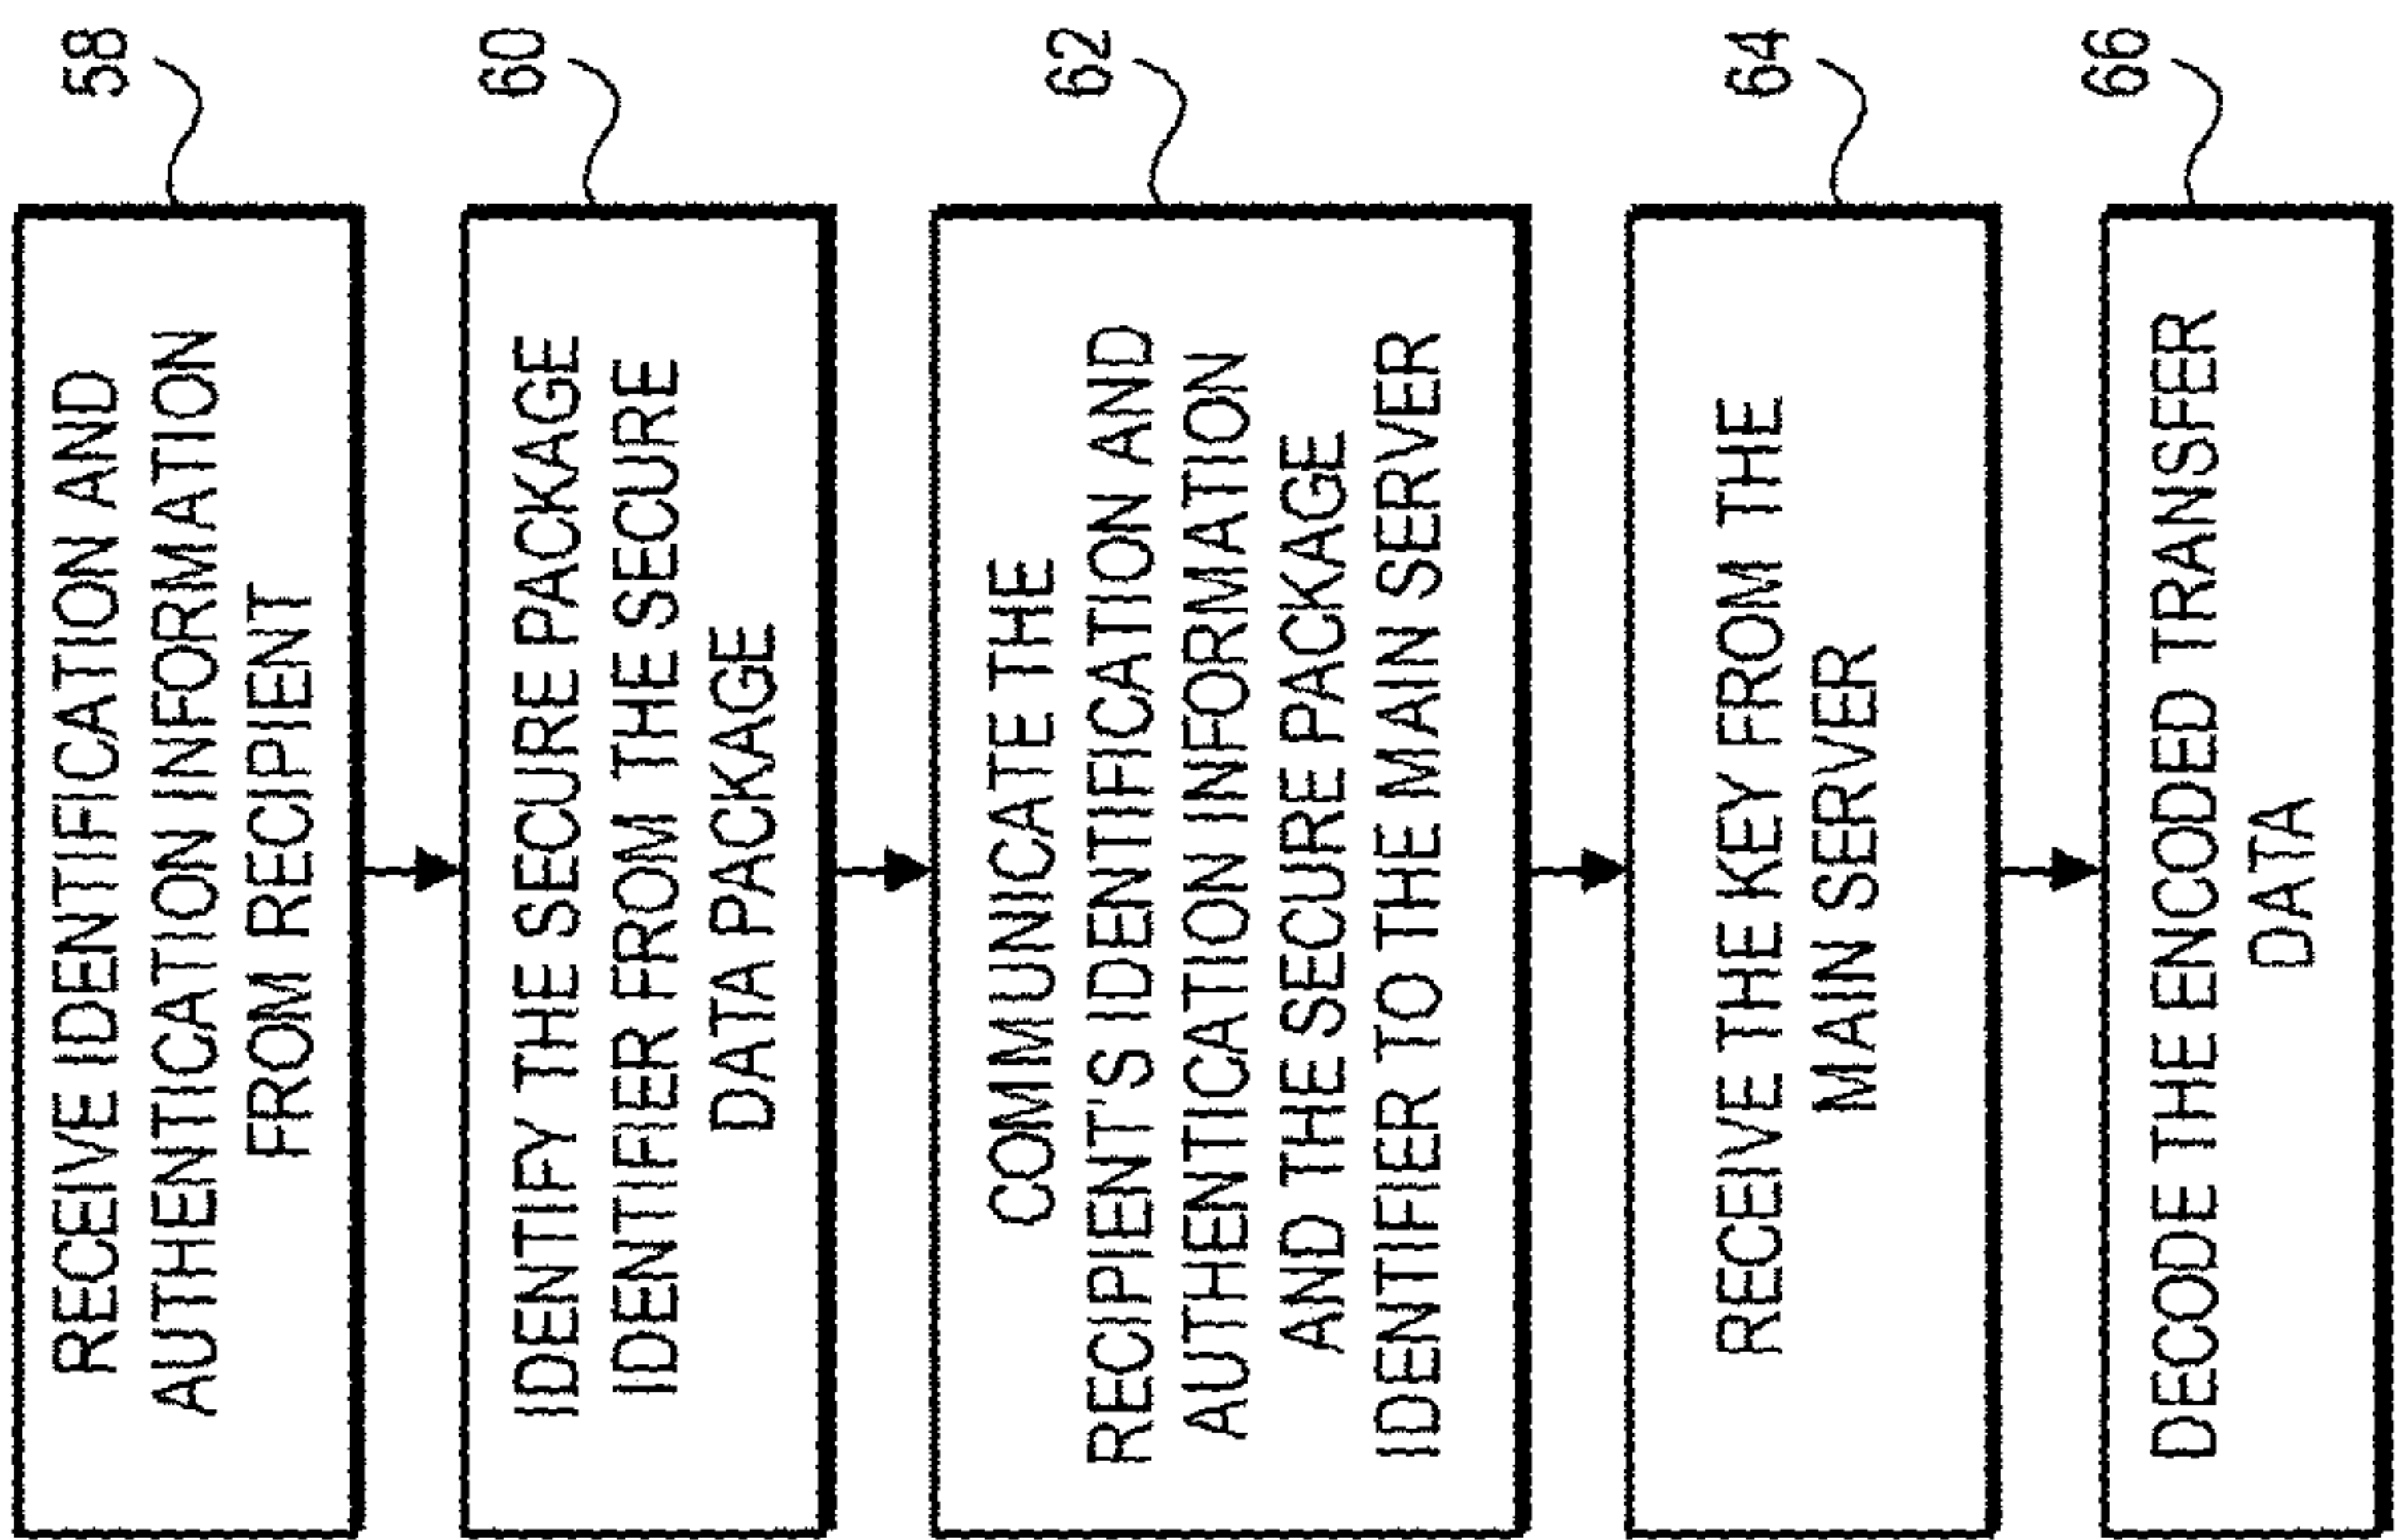 RECEIVE IDENTIFICATION AND
AUTHENTICATION INFORMATION
FROM RECIPIENT
58
IDENTIFY THE SECURE PACKAGE
IDENTIFIER FROM THE SECURE
DATA PACKAGE
60
COMMUNICATE THE
RECIPIENT'S IDENTIFICATION AND
AUTHENTICATION INFORMATION
AND THE SECURE PACKAGE
IDENTIFIER TO THE MAIN SERVER
62
RECEIVE THE KEY FROM THE
MAIN SERVER
64
DECODE THE ENCODED TRANSFER
DATA
66